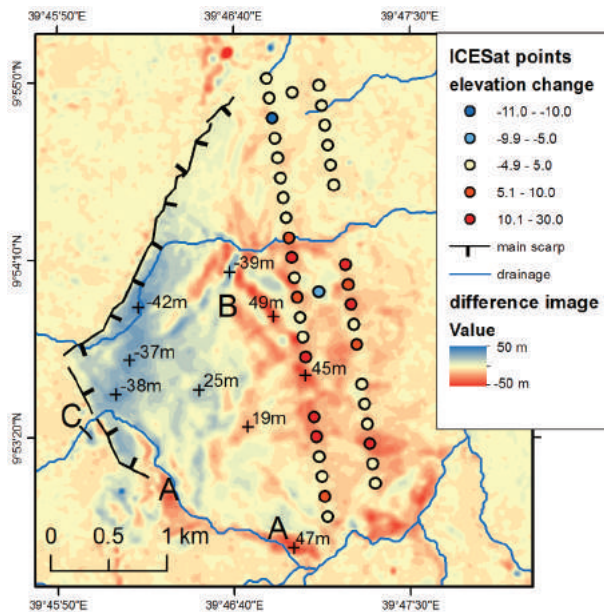 39°45'50"E
39°46'40"E
39°47'30"E
9°55'0"N
9°54'10"N
9°53'20"N
ICESat points
elevation change
-11.0 - -10.0
-9.9 - -5.0
-4.9 - 5.0
5.1 - 10.0
10.1 - 30.0
main scarp
drainage
difference image
Value
50 m
-50 m
-39m
-42m
B
49m
-37m
45m
-38m
25m
C
19m
A
A
47m
0 0.5 1 km
39°45'50"E
39°46'40"E
39°47'30"E